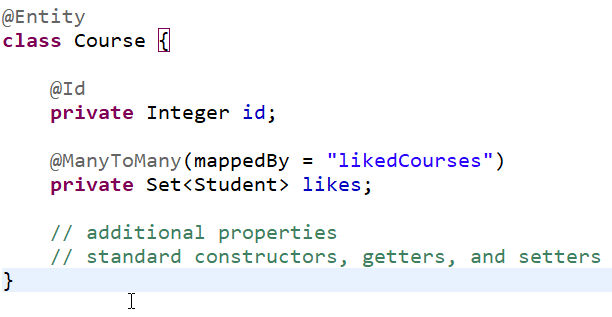 @Entity
class Course {
@Id
private Integer id;
@ManyToMany(mappedBy = "likedCourses")
private Set<Student> likes;
// additional properties
// standard constructors, getters, and setters
}